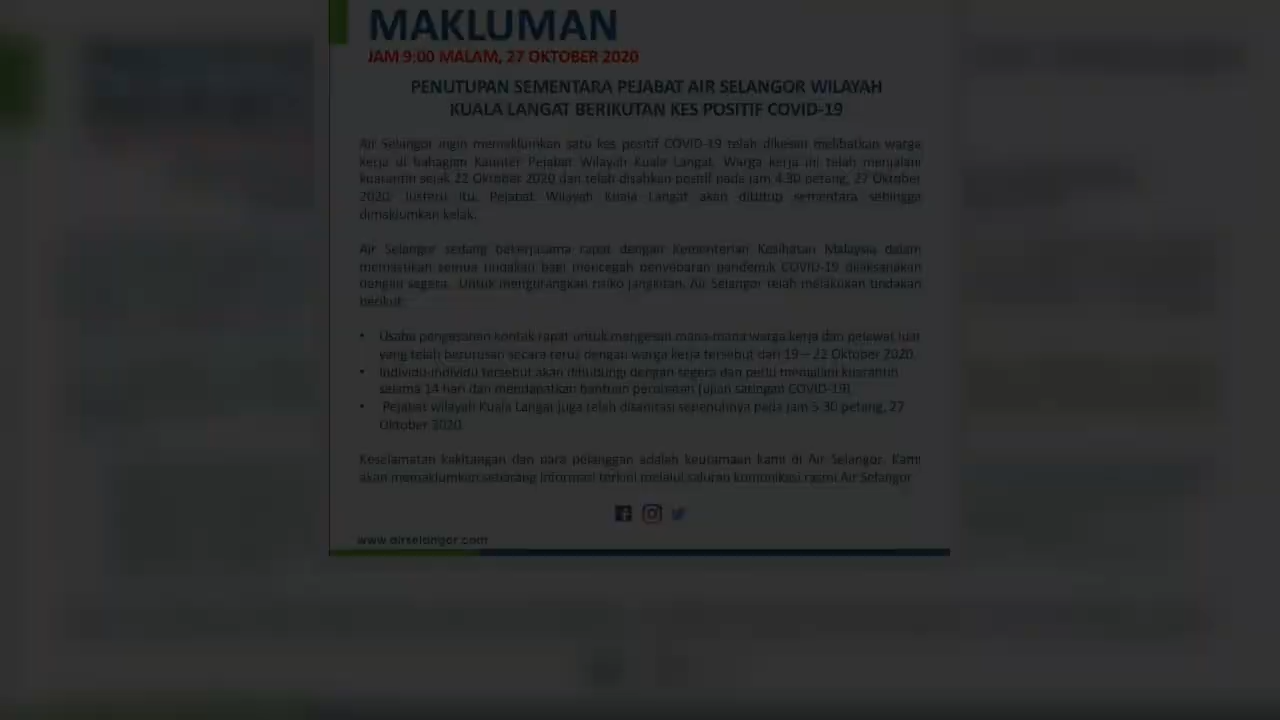 MAKLUMAN
JAM 9:00 MALAM, 27 OKTOBER 2020
PENUTUPAN SEMENTARA PEJABAT AIR SELANGOR WILAYAH
KUALA LANGAT BERIKUTAN KES POSITIF COVID-19
Air Selangor ingin memaklumkan satu kes positif COVID-19 telah dikesan melibatkan warga
kerja di bahagian Kaunter Pejabat Wilayah Kuala Langat. Warga kerja ini telah menjalani
kuarantin sejak 22 Oktober 2020 dan telah disahkan positif pada jam 4.30 petang, 27 Oktober
2020. Justeru itu, Pejabat Wilayah Kuala Langat akan ditutup sementara sehingga
dimaklumkan kelak.
Air Selangor sedang bekerjasama rapat dengan Kementerian Kesihatan Malaysia dalam
memastikan semua tindakan bagi mencegah penyebaran pandemik COVID-19 dilaksanakan
dengan segera. Untuk mengurangkan risiko jangkitan, Air Selangor telah melakukan tindakan
berikut:
• Usaha pengesanan kontak rapat untuk mengesan mana-mana warga kerja dan pelawat luar
yang telah berurusan secara terus dengan warga kerja tersebut dari 19 – 22 Oktober 2020.
• Individu-individu tersebut akan dihubungi dengan segera dan perlu menjalani kuarantin
selama 14 hari dan mendapatkan bantuan perubatan (ujian saringan COVID-19)
• Pejabat wilayah Kuala Langat juga telah disanitasi sepenuhnya pada jam 5.30 petang, 27
Oktober 2020.
Keselamatan kakitangan dan para pelanggan adalah keutamaan kami di Air Selangor. Kami
akan memaklumkan sebarang informasi terkini melalui saluran komunikasi rasmi Air Selangor
www.airselangor.com